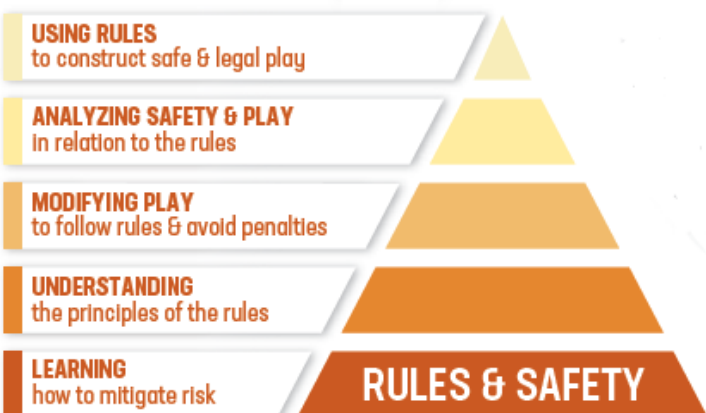 USING RULES
to construct safe & legal play
ANALYZING SAFETY & PLAY
in relation to the rules
MODIFYING PLAY
to follow rules & avoid penalties
UNDERSTANDING
the principles of the rules
LEARNING
how to mitigate risk
RULES & SAFETY